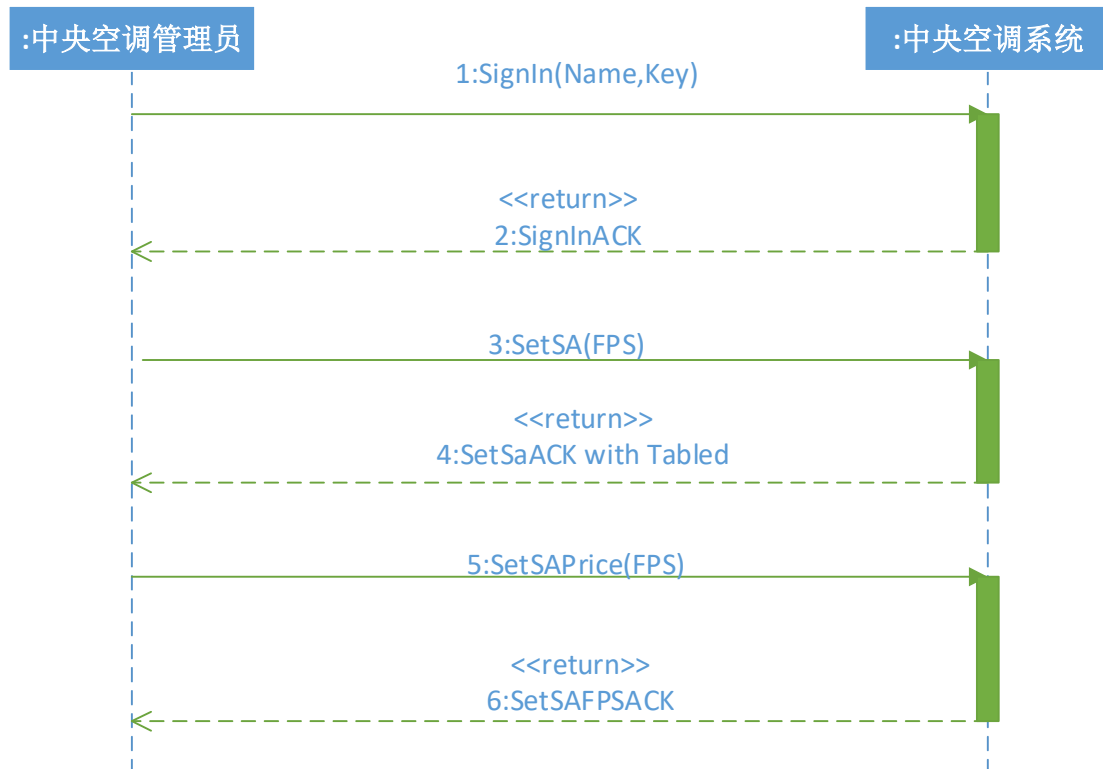 :中央空调管理员
:中央空调系统
1:SignIn(Name,Key)
<<return>>
2:SignInACK
3:SetSA(FPS)
<<return>>
4:SetSaACK with Tabled
5:SetSAPrice(FPS)
<<return>>
6:SetSAFPSACK